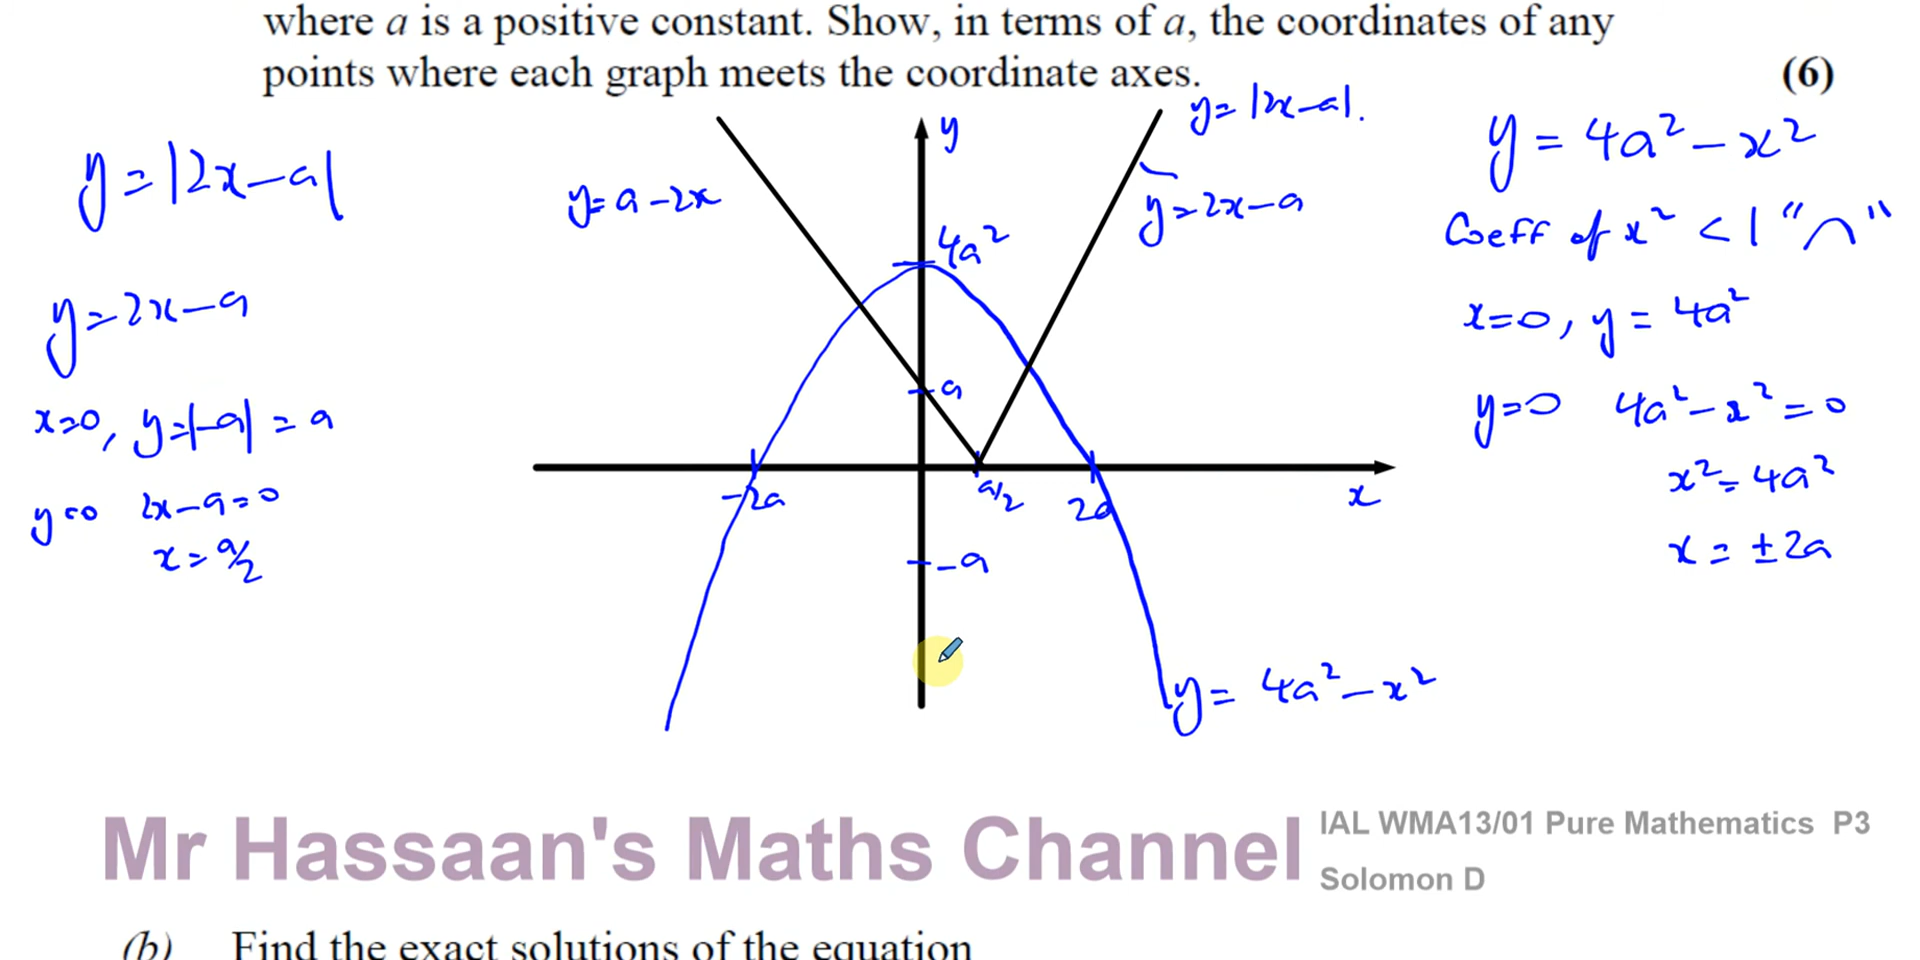 where a is a positive constant. Show, in terms of a, the coordinates of any
points where each graph meets the coordinate axes. (6)
y = |2x-a|
y = 2x-a
x=0, y=|-a| = a
y=0 2x-a=0
x = a/2
y = a-2x
y = |2x-a|.
y = 2x-a
y
4a²
a
-2a
a/2
2a
x
-a
y = 4a²-x²
y = 4a²-x²
Coeff of x² < 1 "∩"
x=0, y = 4a²
y=0 4a²-x²=0
x² = 4a²
x = ±2a
Mr Hassaan's Maths Channel
IAL WMA13/01 Pure Mathematics P3
Solomon D
(b) Find the exact solutions of the equation